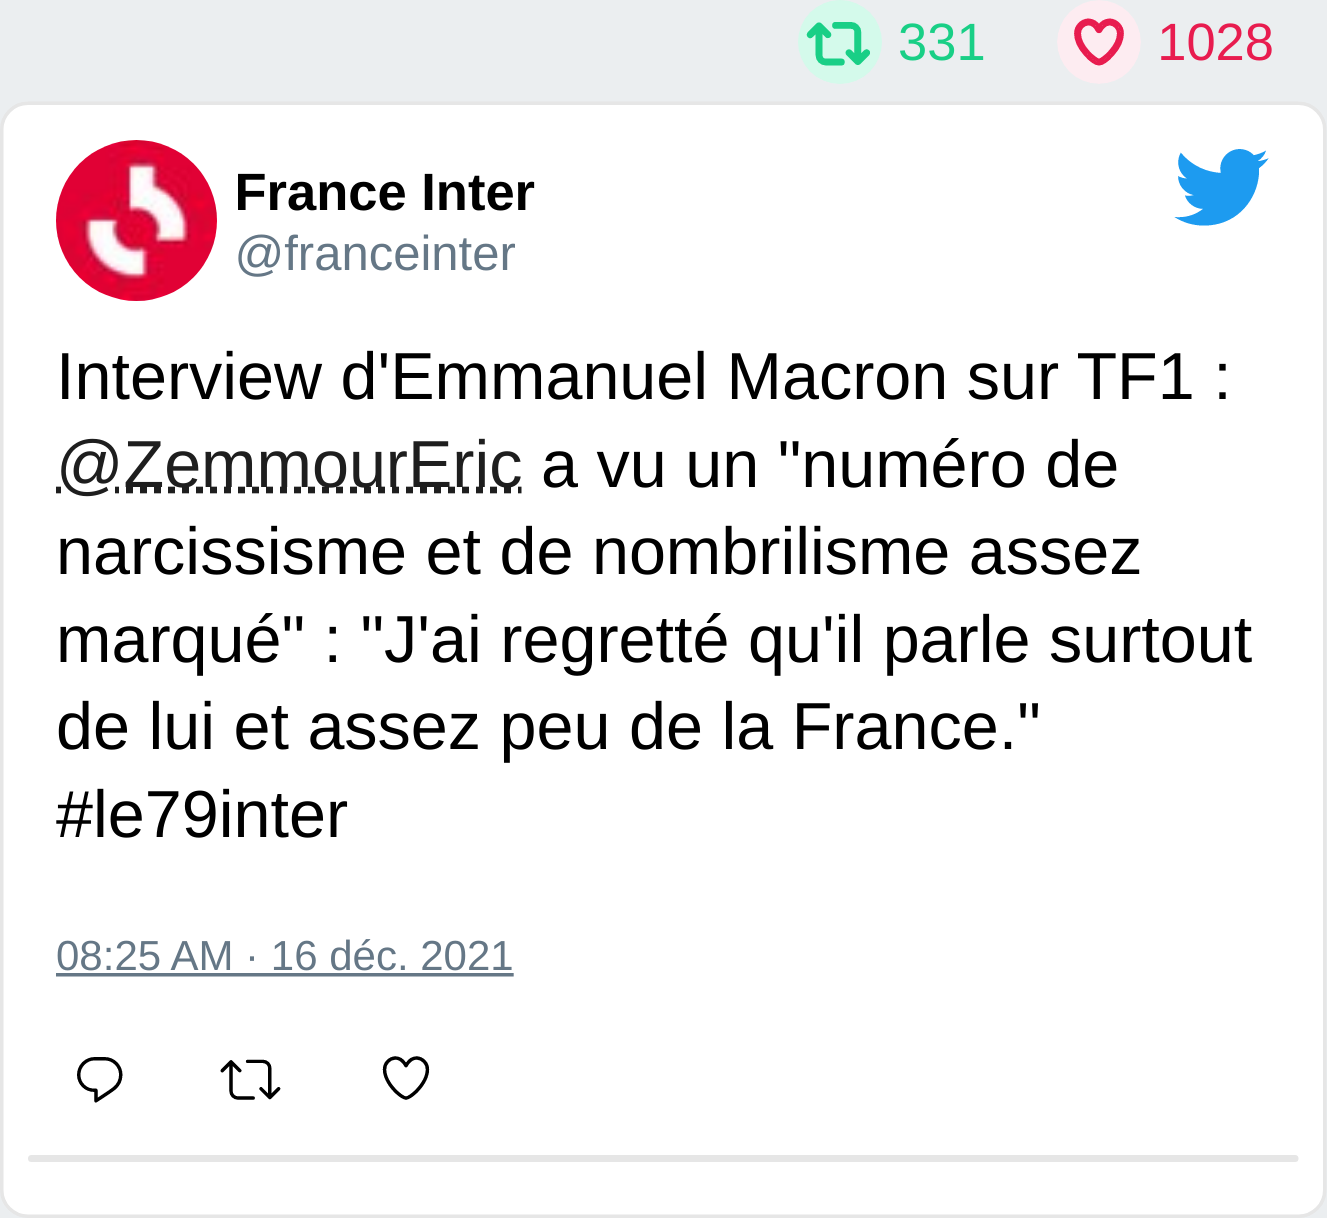 331 1028
France Inter
@franceinter
Interview d'Emmanuel Macron sur TF1 :
@ZemmourEric a vu un "numéro de
narcissisme et de nombrilisme assez
marqué" : "J'ai regretté qu'il parle surtout
de lui et assez peu de la France."
#le79inter
08:25 AM · 16 déc. 2021